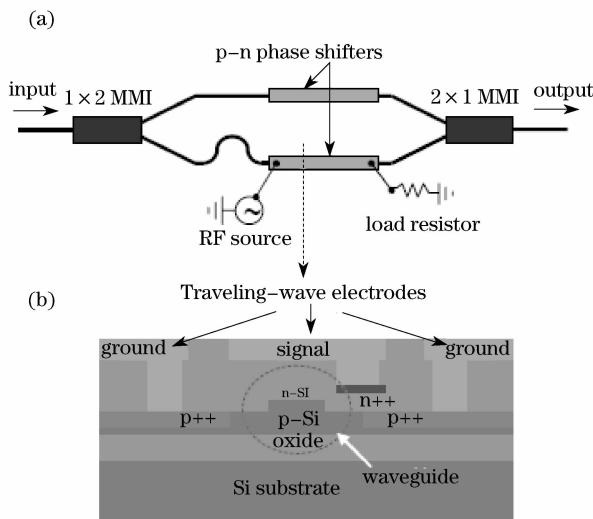 (a)
p-n phase shifters
input
1×2 MMI
2×1 MMI
output
RF source
load resistor
(b)
Traveling-wave electrodes
ground
signal
ground
n-SI
n++
p++
p-Si
p++
oxide
waveguide
Si substrate